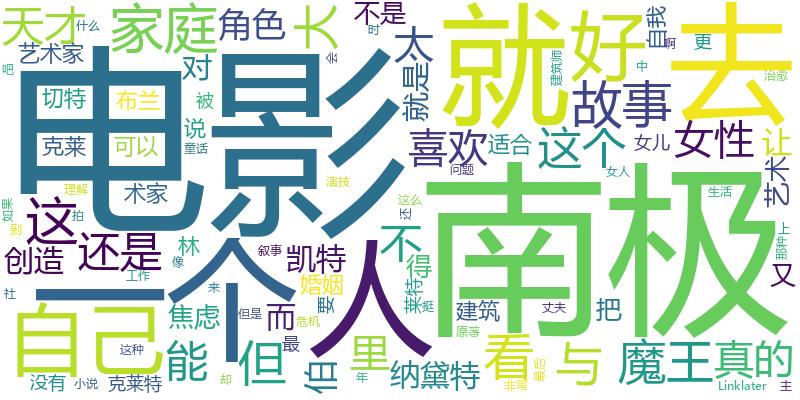 天才
什么
家庭
角色
大
不是
时
自我
啊
更
中
去
艺术家
吧
电影
对
会
太
就是
就
好
建筑师
治愈
切特
布兰
被
故事
克莱
可以
说
童话
喜欢
适合
这个
女儿
女性
让
问题
女人
艺术
理解
术家
演技
这么
生活
南极
如果
到
拍
这
还是
林
叙事
还
不
上
那种
创造
像
一个
凯特
人
得
又
工作
来
婚姻
莱特
挺
社
要
自己
焦虑
但是
而
危机
建筑
丈夫
把
原著
这种
能
但
最
里
看
与
魔王
真的
没有
小说
克莱特
却
伯
年
纳黛特
非常
最后
Linklater
主